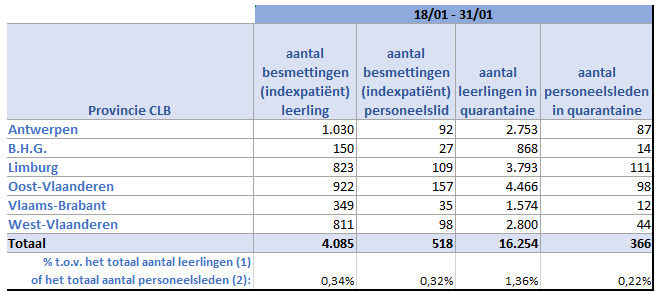 18/01 - 31/01
Provincie CLB aantal besmettingen (indexpatiënt) leerling aantal besmettingen (indexpatiënt) personeelslid aantal leerlingen in quarantaine aantal personeelsleden in quarantaine
Antwerpen 1.030 92 2.753 87
B.H.G. 150 27 868 14
Limburg 823 109 3.793 111
Oost-Vlaanderen 922 157 4.466 98
Vlaams-Brabant 349 35 1.574 12
West-Vlaanderen 811 98 2.800 44
Totaal 4.085 518 16.254 366
% t.o.v. het totaal aantal leerlingen (1)
of het totaal aantal personeelsleden (2): 0,34% 0,32% 1,36% 0,22%